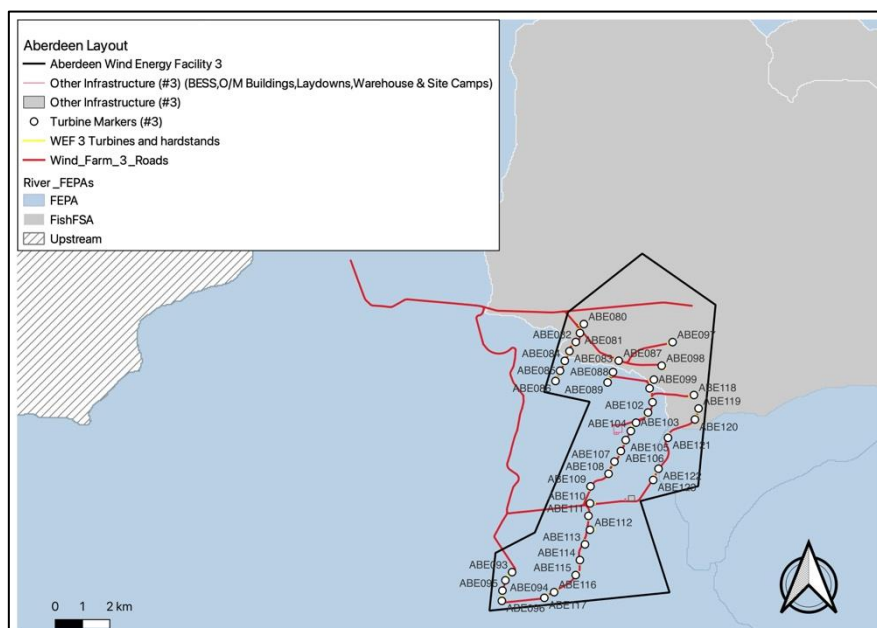 Aberdeen Layout
Aberdeen Wind Energy Facility 3
Other Infrastructure (#3) (BESS,O/M Buildings,Laydowns,Warehouse & Site Camps)
Other Infrastructure (#3)
Turbine Markers (#3)
WEF 3 Turbines and hardstands
Wind_Farm_3_Roads
River_FEPAs
FEPA
FishFSA
Upstream
ABE080
ABE082
ABE081
ABE097
ABE084
ABE083
ABE087
ABE098
ABE085
ABE088
ABE086
ABE089
ABE099
ABE118
ABE102
ABE119
ABE104
ABE103
ABE120
ABE105
ABE121
ABE107
ABE106
ABE108
ABE122
ABE109
ABE123
ABE110
ABE111
ABE112
ABE113
ABE114
ABE093
ABE115
ABE095
ABE094
ABE116
ABE096
ABE117
0 1 2 km